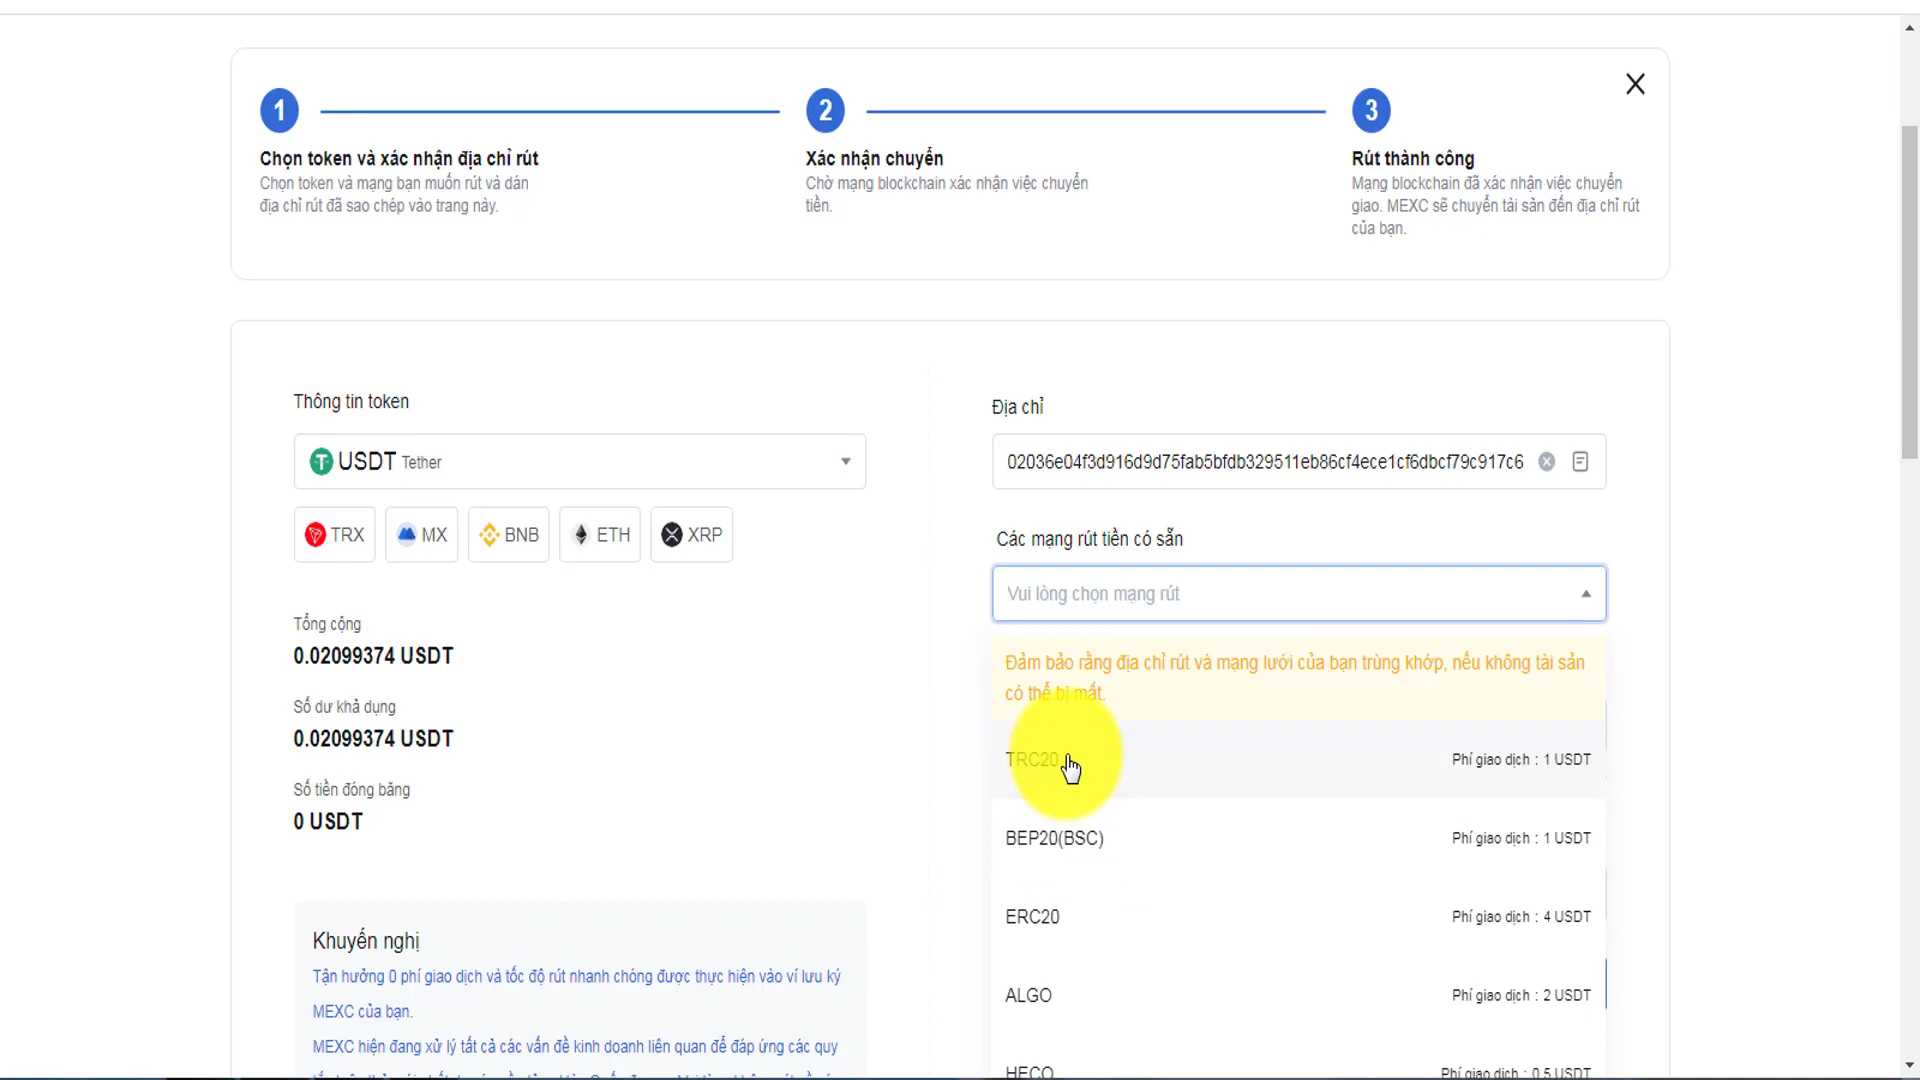 1
2
3
Chọn token và xác nhận địa chỉ rút
Chọn token và mạng bạn muốn rút và dán
địa chỉ rút đã sao chép vào trang này.
Xác nhận chuyển
Chờ mạng blockchain xác nhận việc chuyển
tiền.
Rút thành công
Mạng blockchain đã xác nhận việc chuyển
giao. MEXC sẽ chuyển tài sản đến địa chỉ rút
của bạn.
Thông tin token
USDT Tether
TRX
MX
BNB
ETH
XRP
Tổng cộng
0.02099374 USDT
Số dư khả dụng
0.02099374 USDT
Số tiền đóng băng
0 USDT
Khuyến nghị
Tận hưởng 0 phí giao dịch và tốc độ rút nhanh chóng được thực hiện vào ví lưu ký
MEXC của bạn.
MEXC hiện đang xử lý tất cả các vấn đề kinh doanh liên quan để đáp ứng các quy
Địa chỉ
02036e04f3d916d9d75fab5bfdb329511eb86cf4ece1cf6dbcf79c917c6
Các mạng rút tiền có sẵn
Vui lòng chọn mạng rút
Đảm bảo rằng địa chỉ rút và mạng lưới của bạn trùng khớp, nếu không tài sản
có thể bị mất.
TRC20 Phí giao dịch : 1 USDT
BEP20(BSC) Phí giao dịch : 1 USDT
ERC20 Phí giao dịch : 4 USDT
ALGO Phí giao dịch : 2 USDT
HECO Phí giao dịch : 0.5 USDT